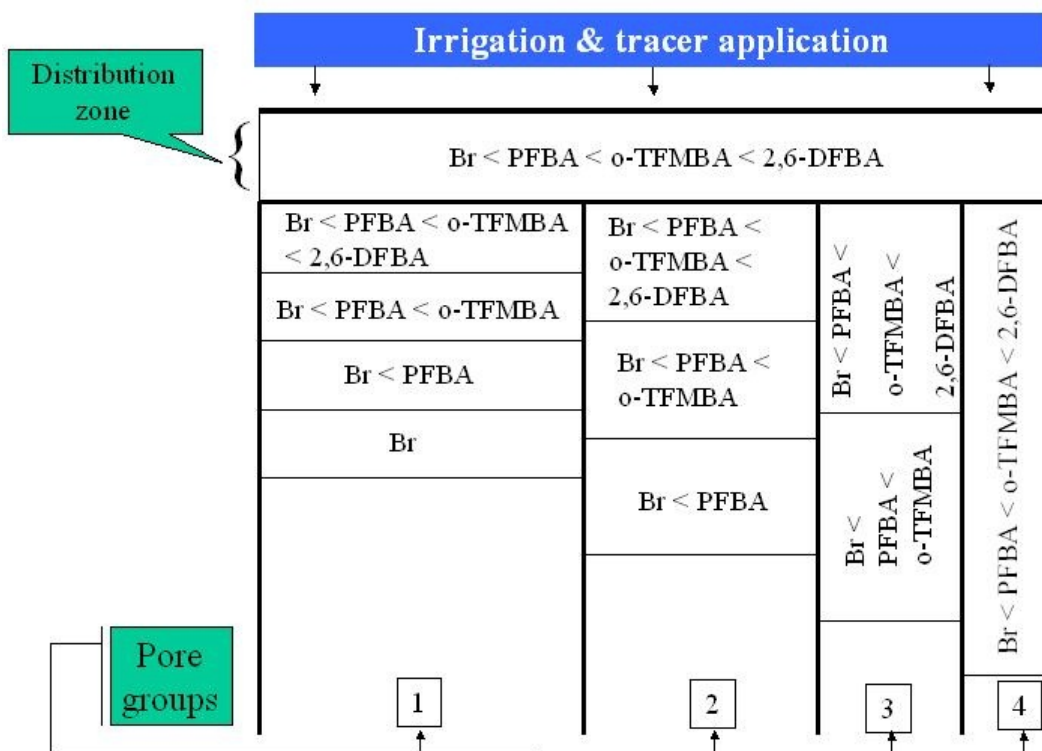 Irrigation & tracer application
Distribution
zone
Br < PFBA < o-TFMBA < 2,6-DFBA
Br < PFBA < o-TFMBA
< 2,6-DFBA
Br < PFBA < o-TFMBA
Br < PFBA
Br
Br < PFBA <
o-TFMBA <
2,6-DFBA
Br < PFBA <
o-TFMBA
Br < PFBA
Br < PFBA <
o-TFMBA <
2,6-DFBA
Br <
PFBA <
o-TFMBA
Br < PFBA < o-TFMBA < 2,6-DFBA
Pore
groups
1
2
3
4